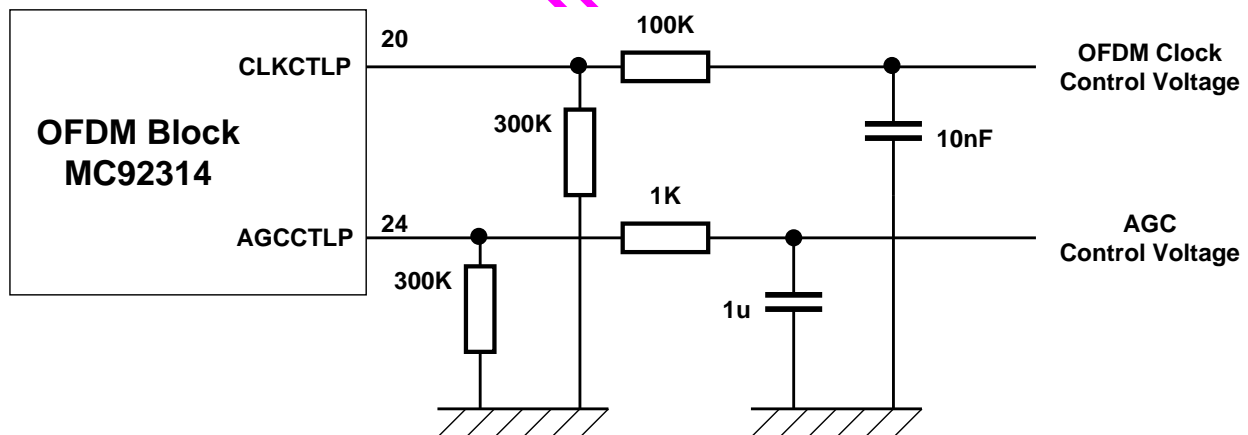 20
100K
CLKCTLP
OFDM Clock
Control Voltage
300K
10nF
OFDM Block
MC92314
1K
24
AGCCTLP
AGC
Control Voltage
300K
1u